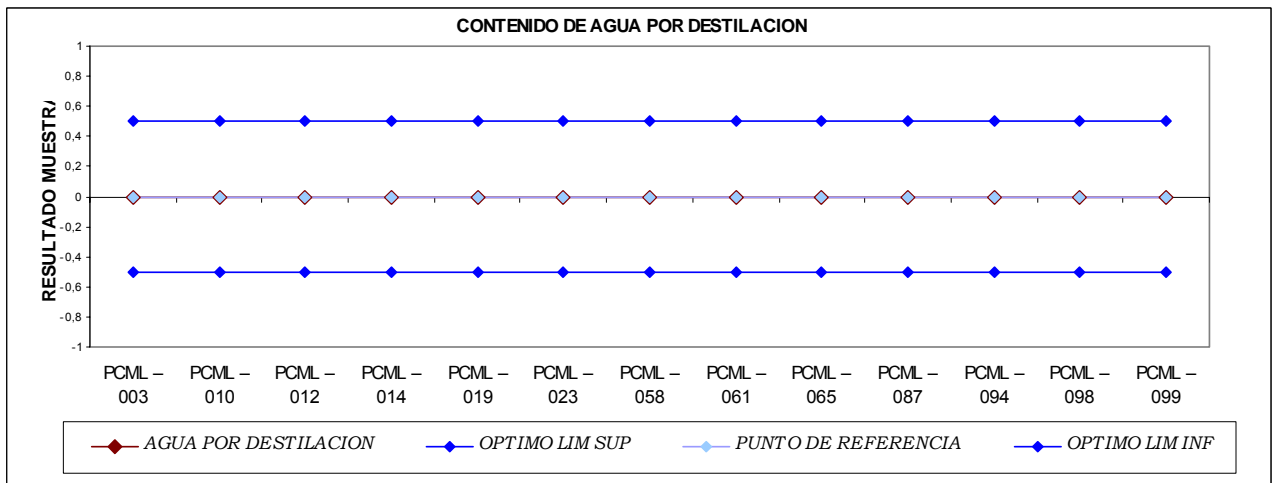 CONTENIDO DE AGUA POR DESTILACION
RESULTADO MUESTRA
1
0,8
0,6
0,4
0,2
0
-0,2
-0,4
-0,6
-0,8
-1
PCML – PCML – PCML – PCML – PCML – PCML – PCML – PCML – PCML – PCML – PCML – PCML – PCML –
003 010 012 014 019 023 058 061 065 087 094 098 099
AGUA POR DESTILACION OPTIMO LIM SUP PUNTO DE REFERENCIA OPTIMO LIM INF